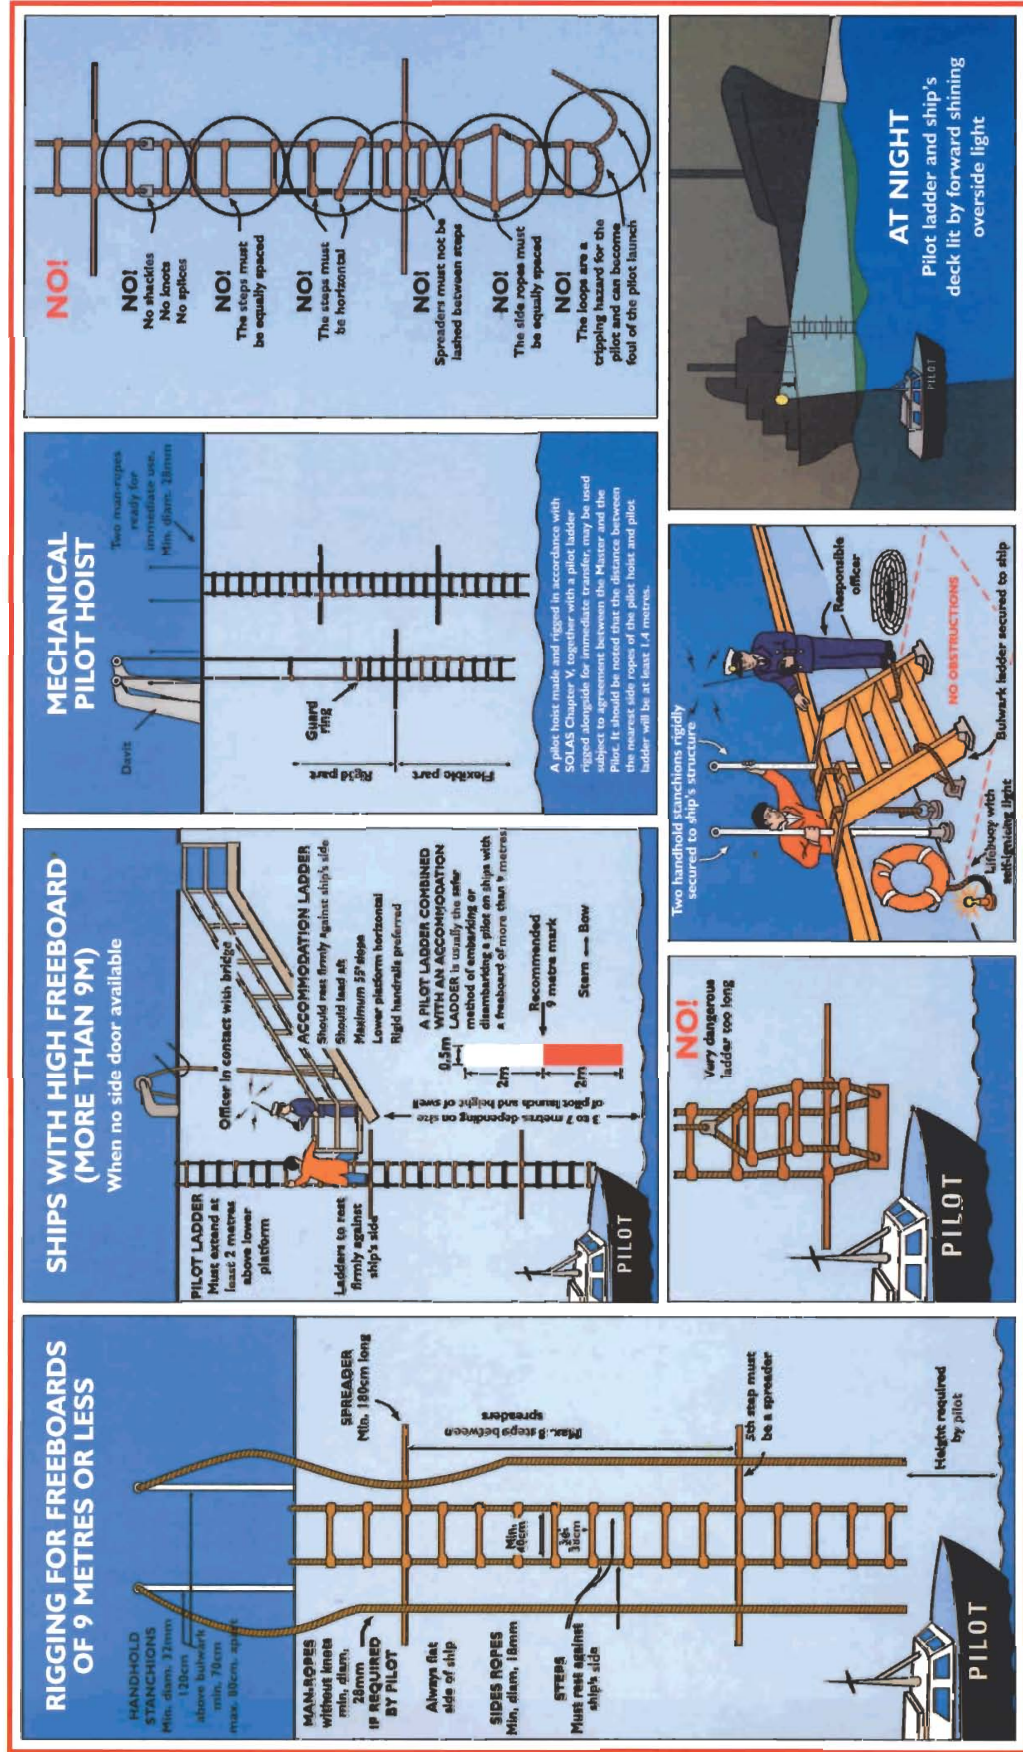 RIGGING FOR FREEBOARDS
OF 9 METRES OR LESS
HANDHOLD
STANCHIONS
Min. diam. 32mm
120cm
above bulwark
min. 70cm
max. 80cm. apart
MAN-ROPES
without knots
min. diam.
28mm
IF REQUIRED
BY PILOT
Always flat
side of ship
SIDES ROPES
Min. diam. 18mm
STEPS
Must rest against
ship's side
SPREADER
Min. 180cm long
Max. 8 steps between
spreaders
Min.
40cm
38cm
5th step must
be a spreader
Height required
by pilot
PILOT
SHIPS WITH HIGH FREEBOARD
(MORE THAN 9M)
When no side door available
PILOT LADDER
Must extend at
least 2 metres
above lower
platform
Ladders to rest
firmly against
ship's side
Officer in contact with bridge
ACCOMMODATION LADDER
Should rest firmly against ship's side
Should lead aft
Maximum 55° slope
Lower platform horizontal
Rigid handrails preferred
A PILOT LADDER COMBINED
WITH AN ACCOMMODATION
LADDER is usually the safer
method of embarking or
disembarking a pilot on ships with
a freeboard of more than 9 metres
3 to 7 metres depending on size
of pilot launch and height of swell
0.5m
2m
2m
Recommended
9 metre mark
Stern
Bow
PILOT
MECHANICAL
PILOT HOIST
Davit
Two man-ropes
ready for
immediate use.
Min. diam. 28mm
Guard
ring
Rigid part
Flexible part
A pilot hoist made and rigged in accordance with
SOLAS Chapter V, together with a pilot ladder
rigged alongside for immediate transfer, may be used
subject to agreement between the Master and the
Pilot. It should be noted that the distance between
the nearest side ropes of the pilot hoist and pilot
ladder will be at least 1.4 metres.
NO!
NO!
No shackles
No knots
No splices
NO!
The steps must
be equally spaced
NO!
The steps must
be horizontal
NO!
Spreaders must not be
lashed between steps
NO!
The side ropes must
be equally spaced
NO!
The loops are a
tripping hazard for the
pilot and can become
foul of the pilot launch
NO!
Very dangerous
ladder too long
PILOT
Two handhold stanchions rigidly
secured to ship's structure
Responsible
officer
NO OBSTRUCTIONS
Bulwark ladder secured to ship
Lifebuoy with
self-igniting light
AT NIGHT
Pilot ladder and ship's
deck lit by forward shining
overside light
PILOT